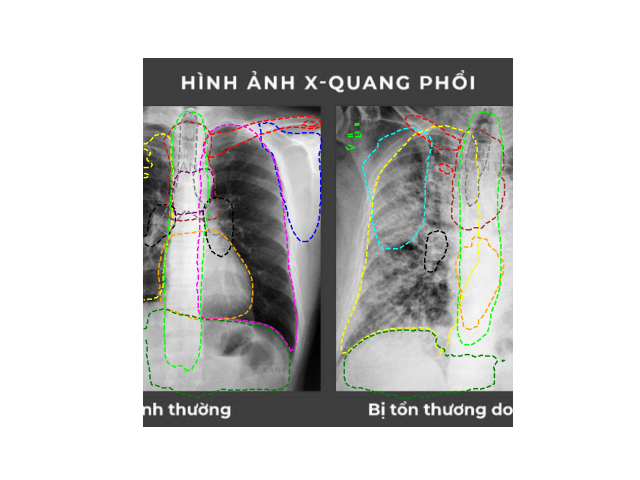 HÌNH ẢNH X-QUANG PHỔI
nh thường
Bị tổn thương do